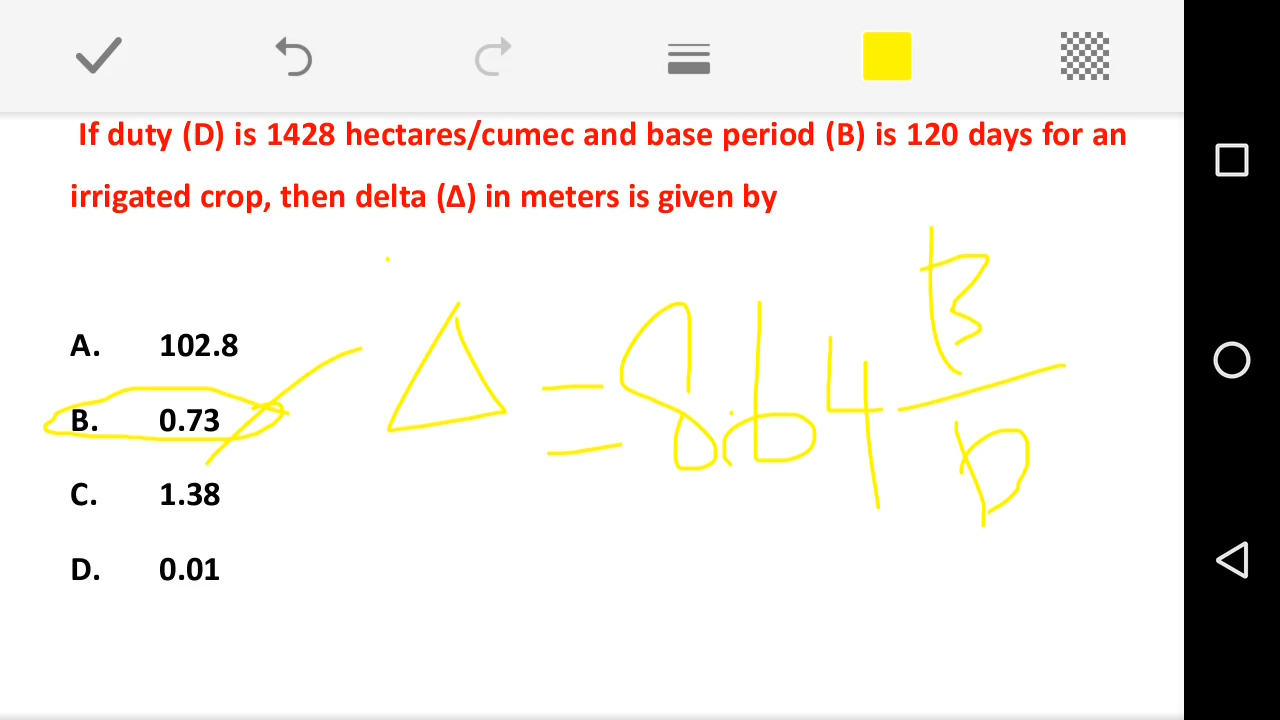 If duty (D) is 1428 hectares/cumec and base period (B) is 120 days for an
irrigated crop, then delta (Δ) in meters is given by
A. 102.8
B. 0.73
C. 1.38
D. 0.01
Δ = 8.64 B/D